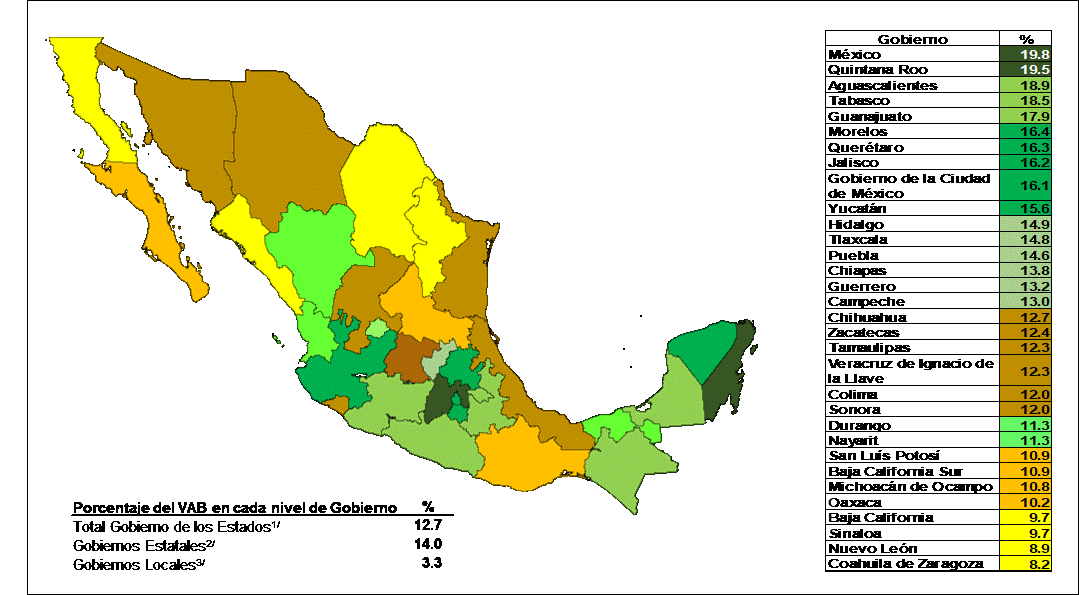 Gobierno %
México 19.8
Quintana Roo 19.5
Aguascalientes 18.9
Tabasco 18.5
Guanajuato 17.9
Morelos 16.4
Querétaro 16.3
Jalisco 16.2
Gobierno de la Ciudad
de México 16.1
Yucatán 15.6
Hidalgo 14.9
Tlaxcala 14.8
Puebla 14.6
Chiapas 13.8
Guerrero 13.2
Campeche 13.0
Chihuahua 12.7
Zacatecas 12.4
Tamaulipas 12.3
Veracruz de Ignacio de
la Llave 12.3
Colima 12.0
Sonora 12.0
Durango 11.3
Nayarit 11.3
San Luis Potosí 10.9
Baja California Sur 10.9
Michoacán de Ocampo 10.8
Oaxaca 10.2
Baja California 9.7
Sinaloa 9.7
Nuevo León 8.9
Coahuila de Zaragoza 8.2
Porcentaje del VAB en cada nivel de Gobierno %
Total Gobierno de los Estados1/ 12.7
Gobiernos Estatales2/ 14.0
Gobiernos Locales3/ 3.3